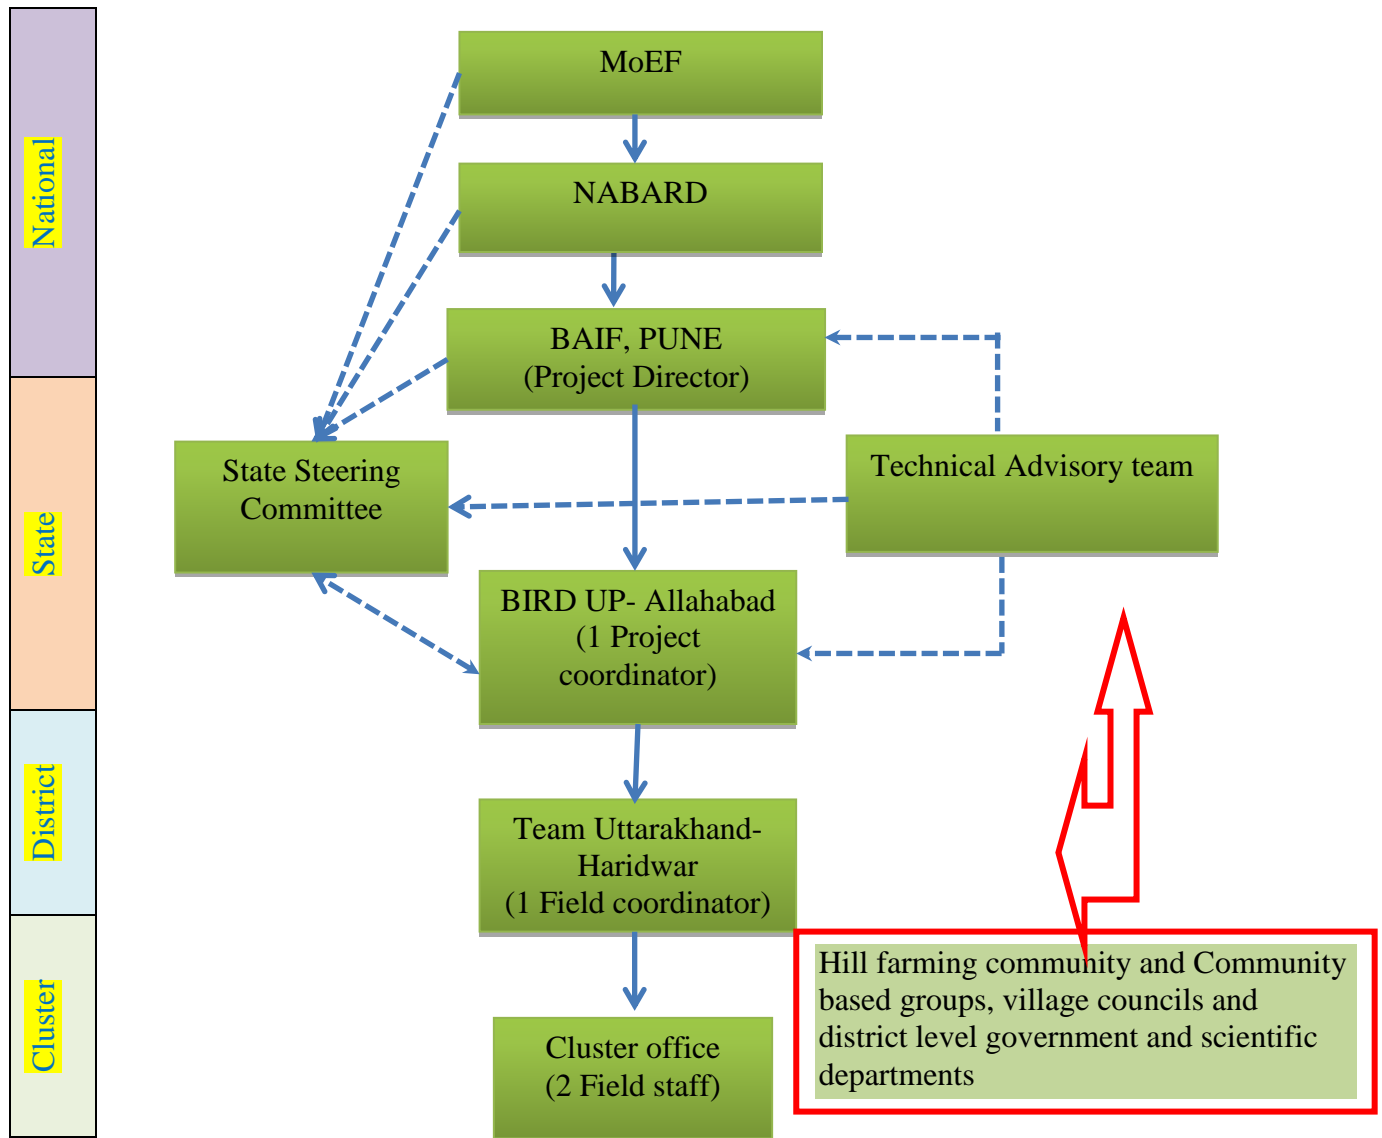 National
MoEF
NABARD
BAIF, PUNE
(Project Director)
State
State Steering
Committee
Technical Advisory team
BIRD UP- Allahabad
(1 Project
coordinator)
District
Team Uttarakhand-
Haridwar
(1 Field coordinator)
Cluster
Cluster office
(2 Field staff)
Hill farming community and Community
based groups, village councils and
district level government and scientific
departments